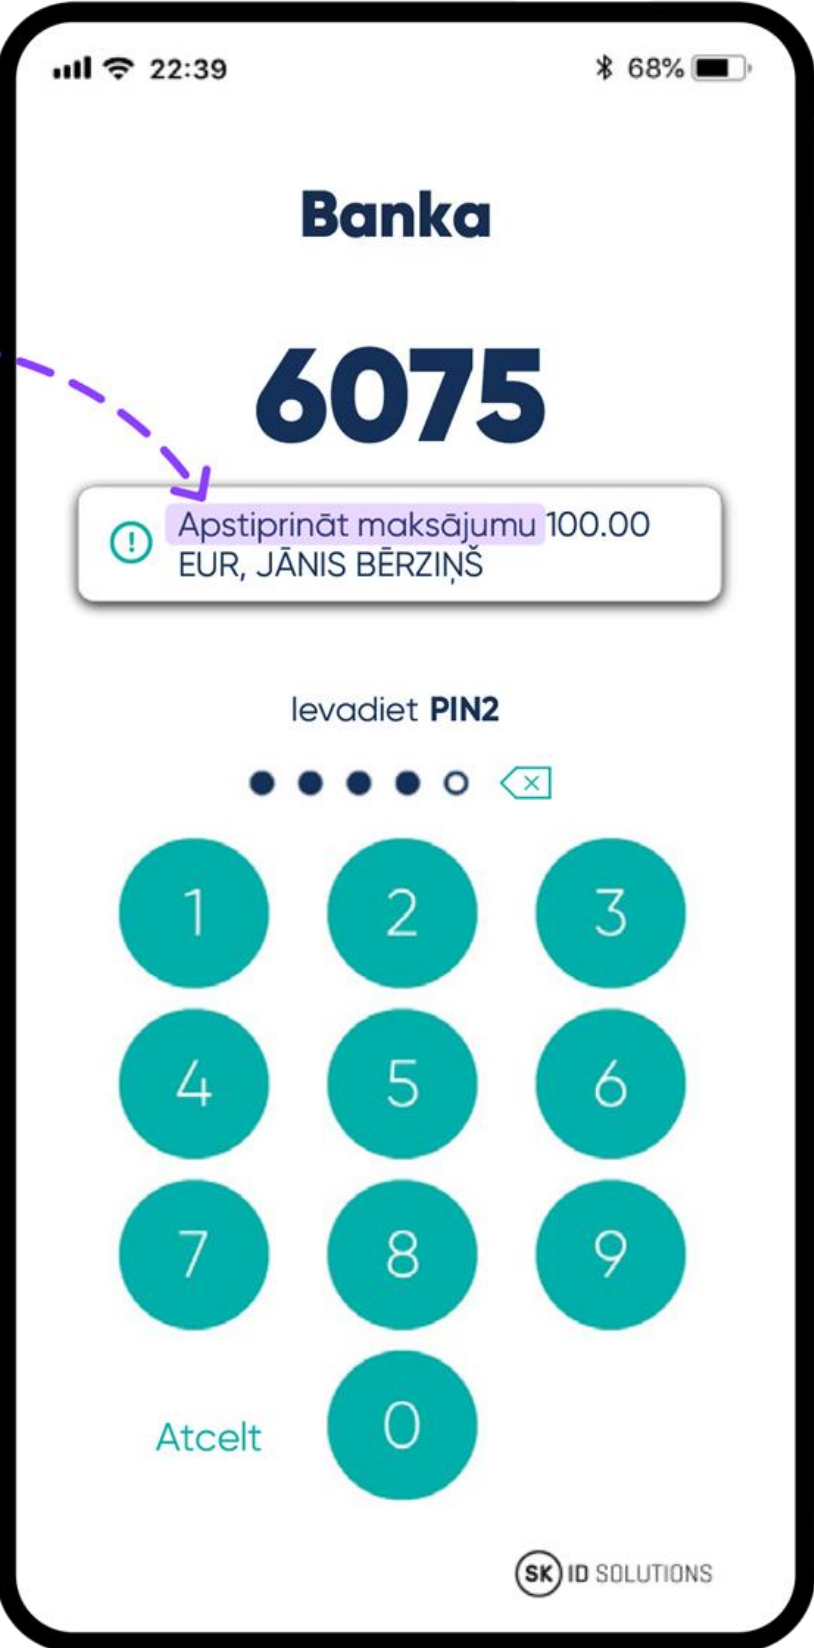 22:39 68%
Banka
6075
Apstiprināt maksājumu 100.00
EUR, JĀNIS BĒRZIŅŠ
Ievadiet PIN2
1 2 3
4 5 6
7 8 9
Atcelt 0
SK ID SOLUTIONS